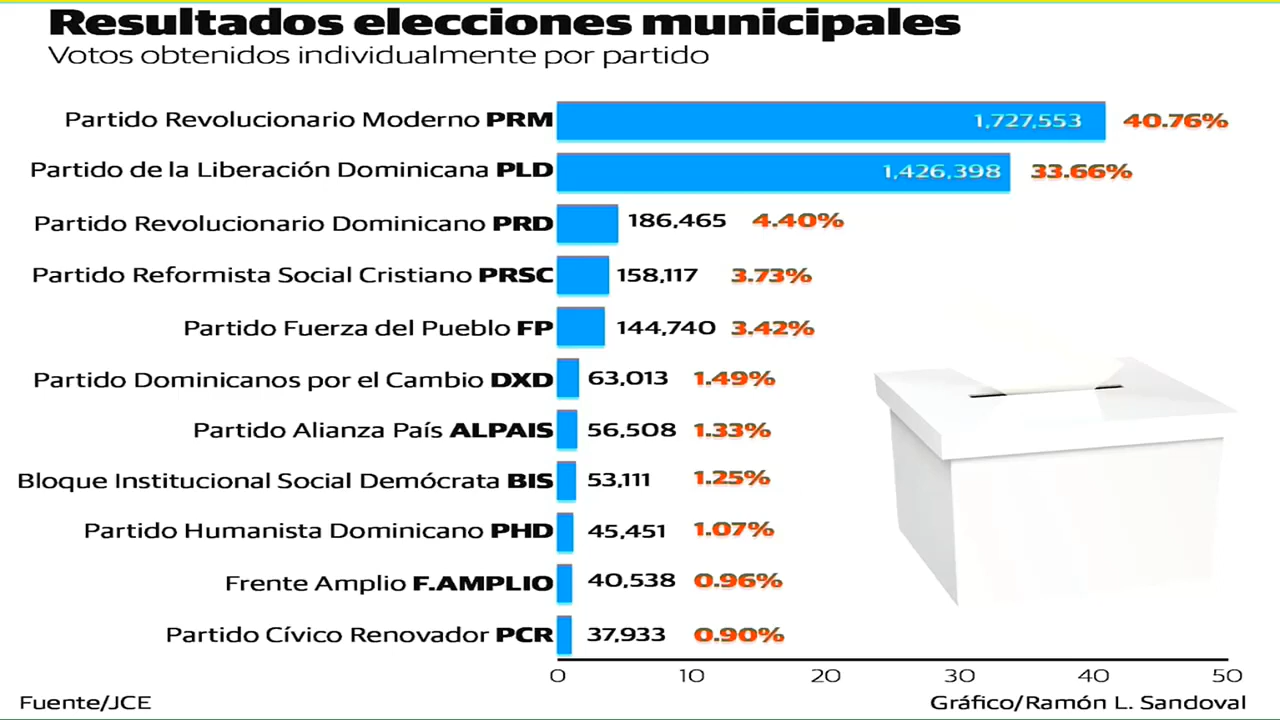 Resultados elecciones municipales
Votos obtenidos individualmente por partido
Partido Revolucionario Moderno PRM 1,727,553 40.76%
Partido de la Liberación Dominicana PLD 1,426,398 33.66%
Partido Revolucionario Dominicano PRD 186,465 4.40%
Partido Reformista Social Cristiano PRSC 158,117 3.73%
Partido Fuerza del Pueblo FP 144,740 3.42%
Partido Dominicanos por el Cambio DXD 63,013 1.49%
Partido Alianza País ALPAIS 56,508 1.33%
Bloque Institucional Social Demócrata BIS 53,111 1.25%
Partido Humanista Dominicano PHD 45,451 1.07%
Frente Amplio F.AMPLIO 40,538 0.96%
Partido Cívico Renovador PCR 37,933 0.90%
0 10 20 30 40 50
Fuente/JCE Gráfico/Ramón L. Sandoval